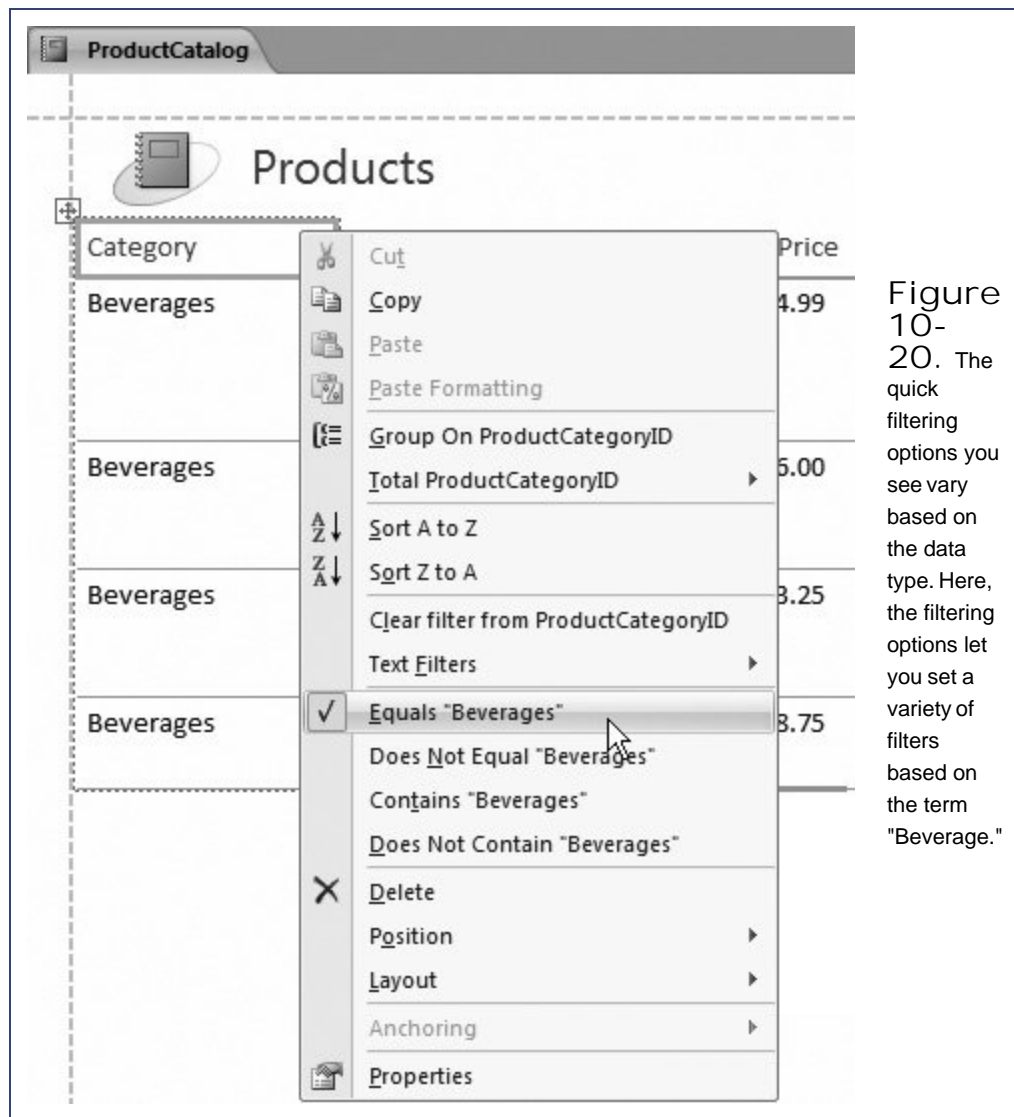 ProductCatalog
Products
Category
Price
Beverages
4.99
Beverages
6.00
Beverages
3.25
Beverages
8.75
Cut
Copy
Paste
Paste Formatting
Group On ProductCategoryID
Total ProductCategoryID
Sort A to Z
Sort Z to A
Clear filter from ProductCategoryID
Text Filters
Equals "Beverages"
Does Not Equal "Beverages"
Contains "Beverages"
Does Not Contain "Beverages"
Delete
Position
Layout
Anchoring
Properties
Figure
10-
20. The
quick
filtering
options you
see vary
based on
the data
type. Here,
the filtering
options let
you set a
variety of
filters
based on
the term
"Beverage."